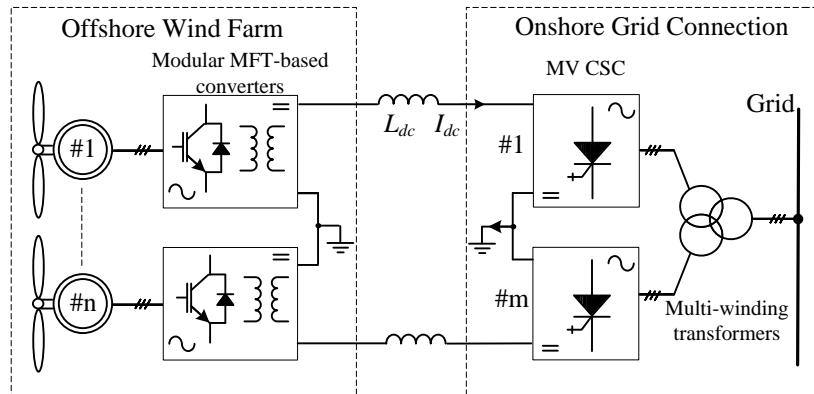 Offshore Wind Farm
Modular MFT-based
converters
#1
#n
L_dc
I_dc
Onshore Grid Connection
MV CSC
#1
#m
Grid
Multi-winding
transformers